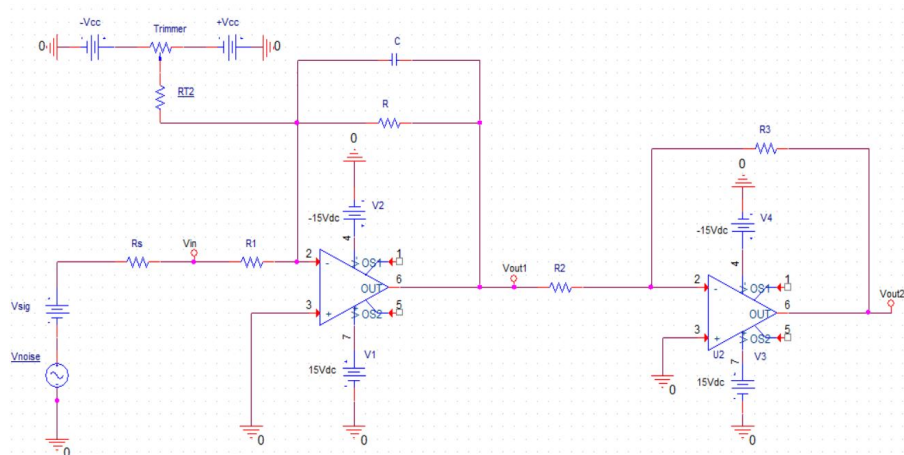 -Vcc
Trimmer
+Vcc
0
0
C
RT2
R
R3
0
0
V2
-15Vdc
V4
-15Vdc
Rs
Vin
R1
4
2
-
OS1
1
6
OUT
3
+
OS2
5
7
V1
15Vdc
0
0
Vsig
Vnoise
0
Vout1
R2
4
2
-
OS1
1
6
OUT
Vout2
3
+
OS2
5
U2
7
V3
15Vdc
0
0